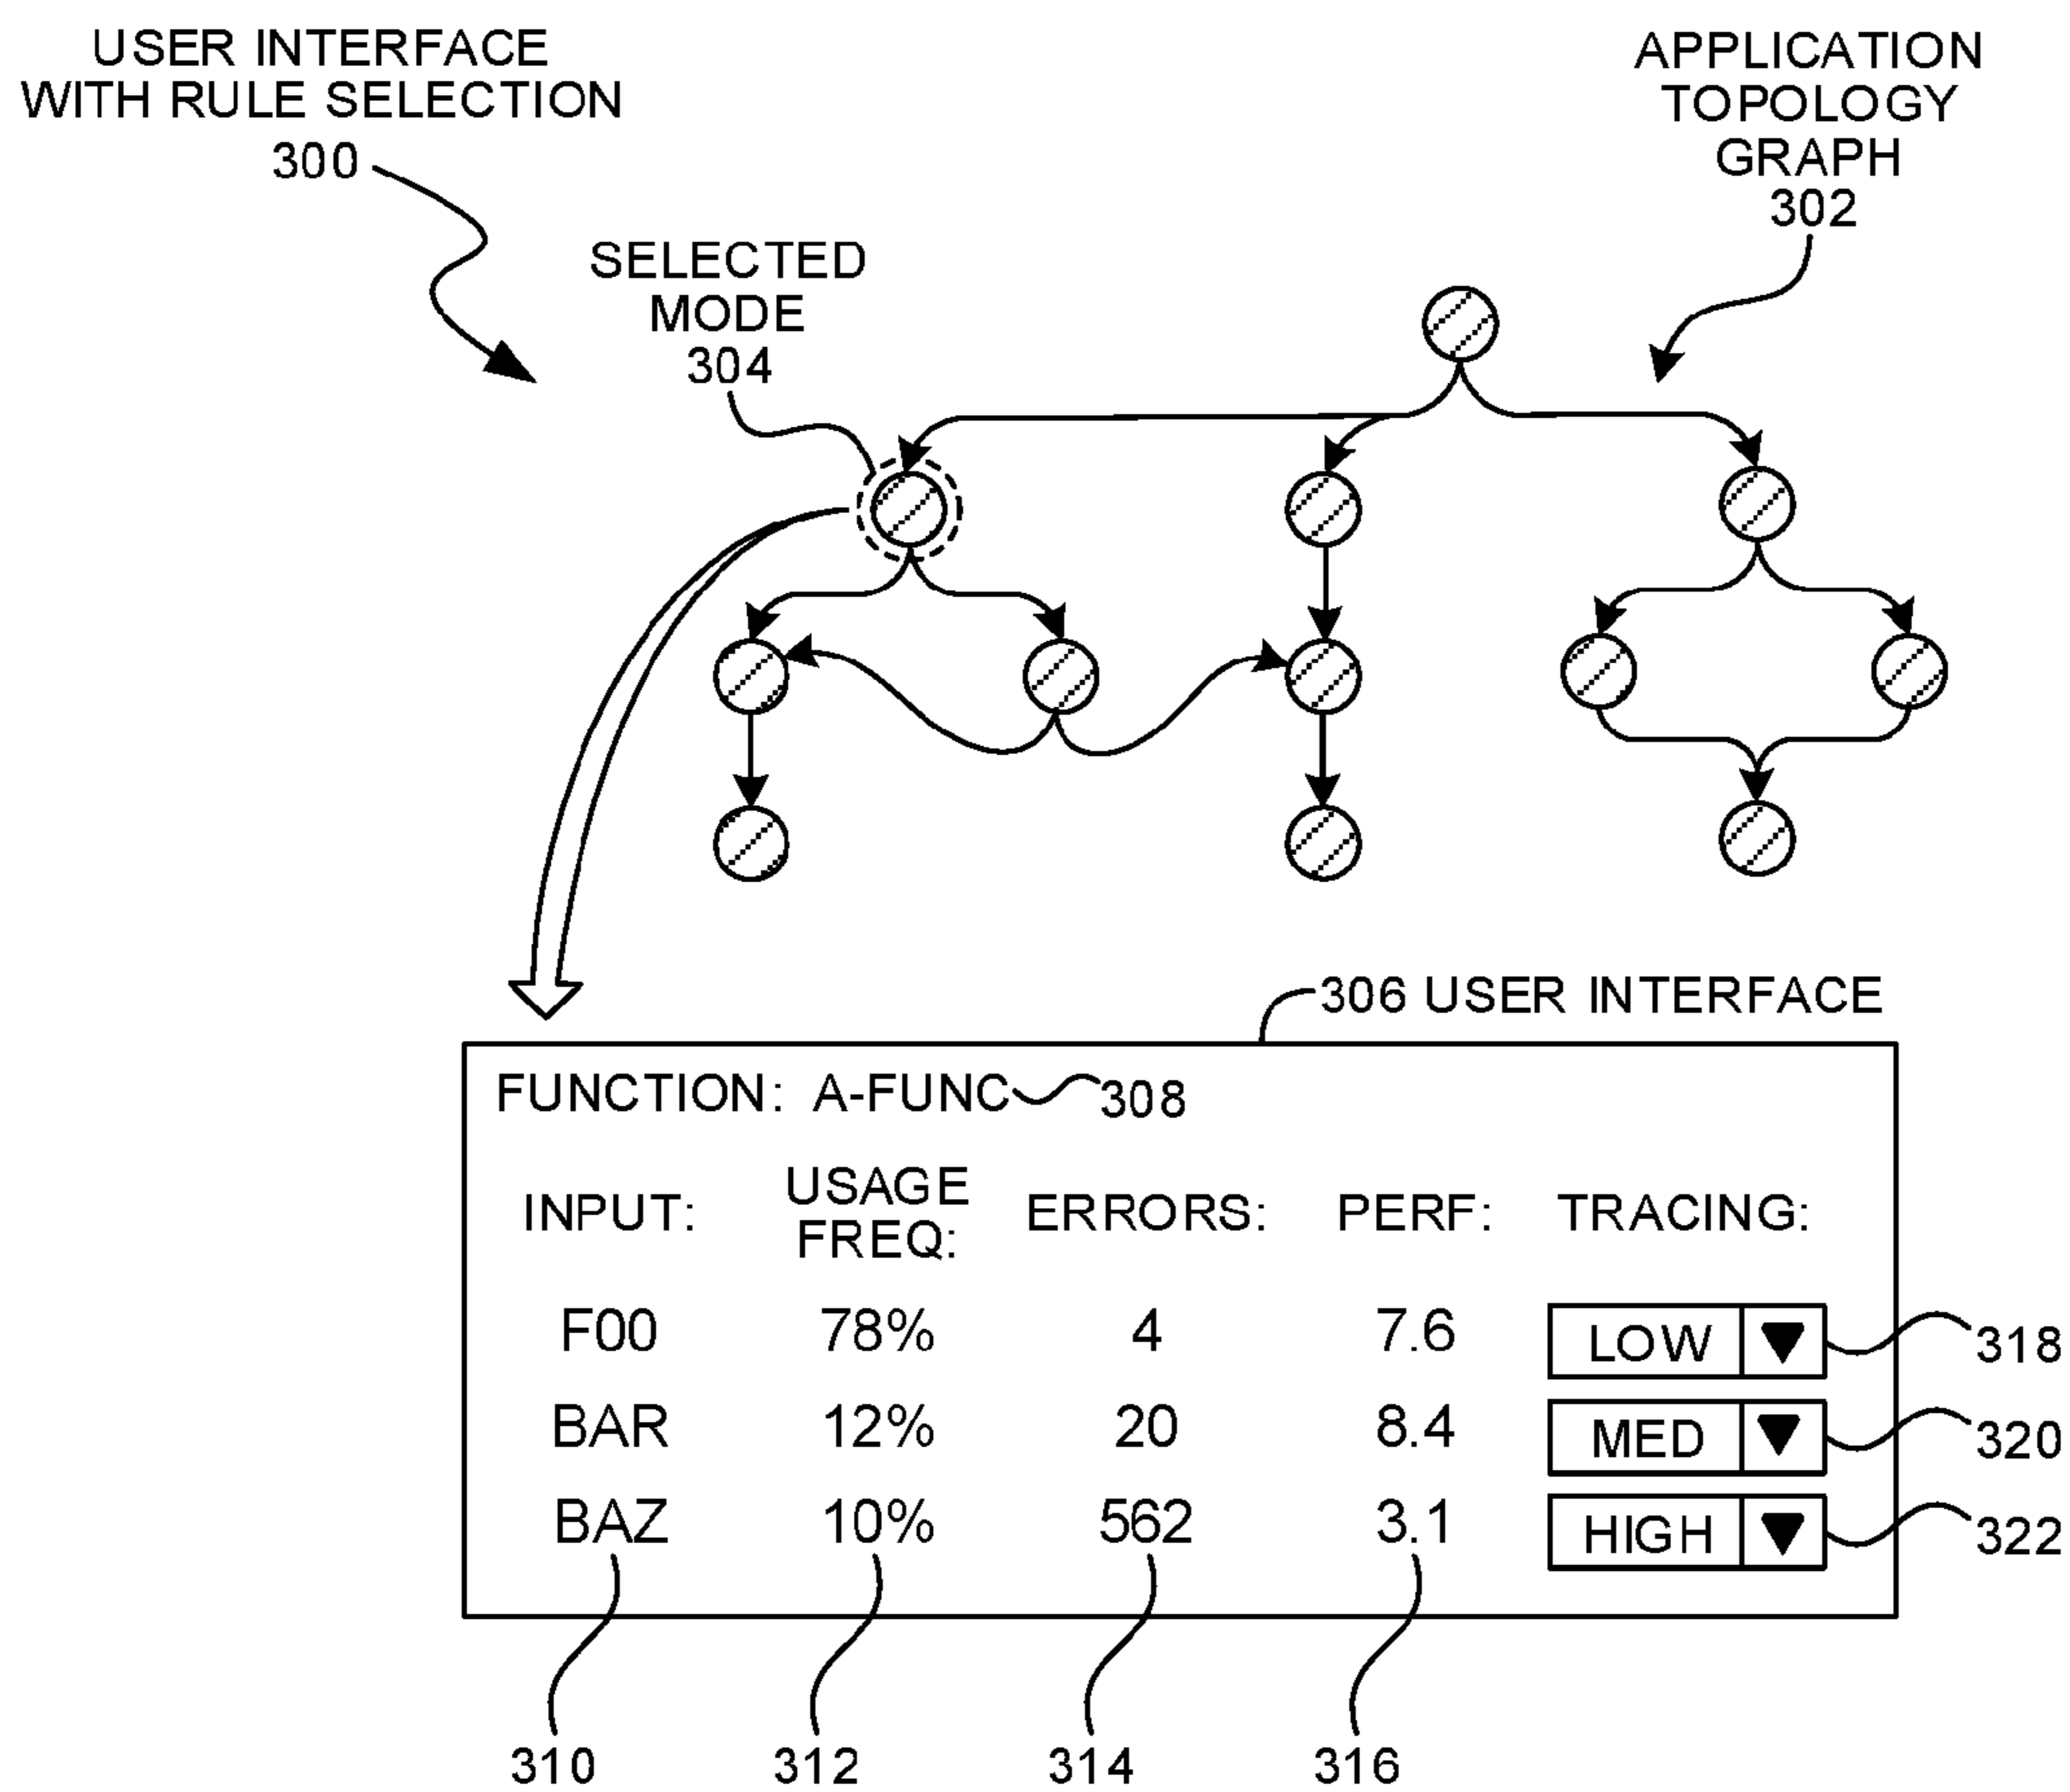 USER INTERFACE
WITH RULE SELECTION
300
APPLICATION
TOPOLOGY
GRAPH
302
SELECTED
MODE
304
306 USER INTERFACE
FUNCTION: A-FUNC 308
INPUT: USAGE FREQ: ERRORS: PERF: TRACING:
F00 78% 4 7.6 LOW 318
BAR 12% 20 8.4 MED 320
BAZ 10% 562 3.1 HIGH 322
310 312 314 316